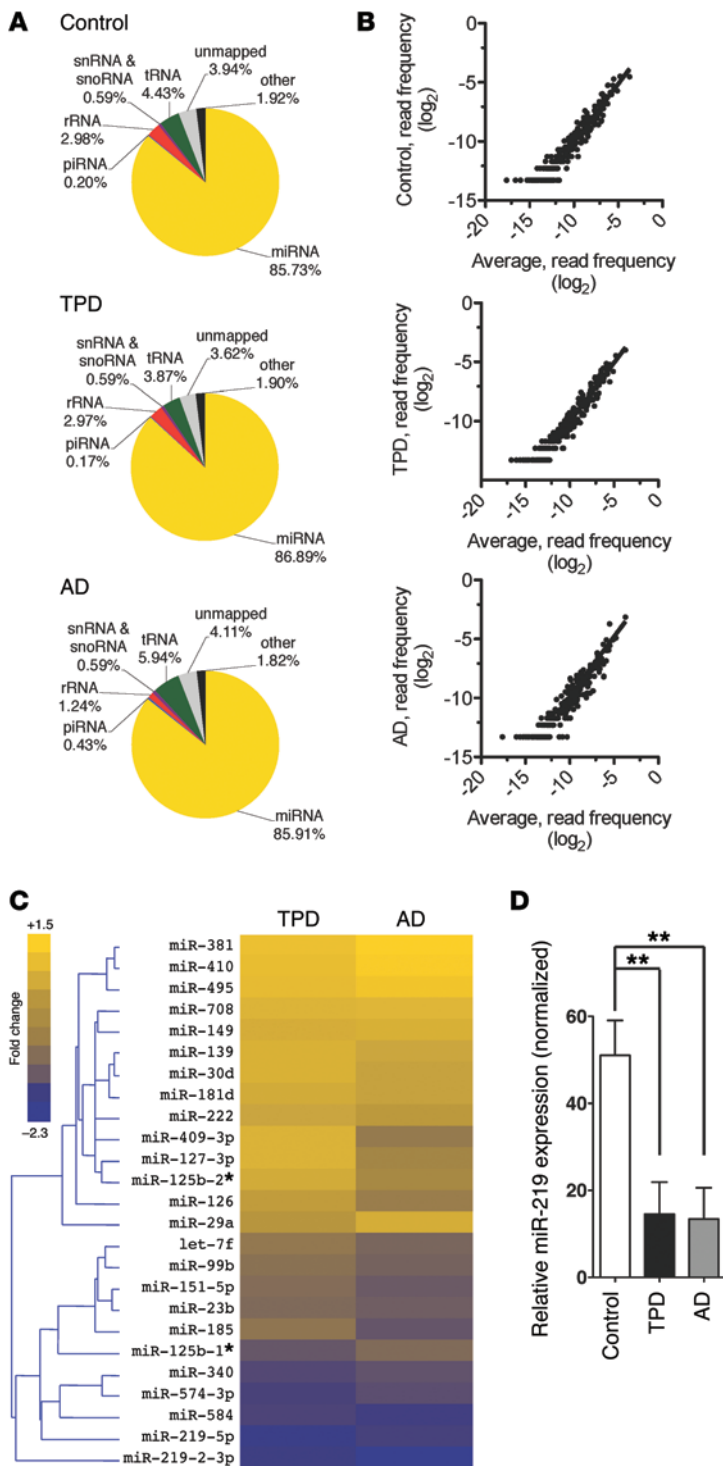 A
Control
snRNA &
snoRNA
0.59%
tRNA
4.43%
unmapped
3.94%
other
1.92%
rRNA
2.98%
piRNA
0.20%
miRNA
85.73%
TPD
snRNA &
snoRNA
0.59%
tRNA
3.87%
unmapped
3.62%
other
1.90%
rRNA
2.97%
piRNA
0.17%
miRNA
86.89%
AD
snRNA &
snoRNA
0.59%
tRNA
5.94%
unmapped
4.11%
other
1.82%
rRNA
1.24%
piRNA
0.43%
miRNA
85.91%
B
Control, read frequency
(log2)
0
-5
-10
-15
-20
-15
-10
-5
0
Average, read frequency
(log2)
TPD, read frequency
(log2)
0
-5
-10
-20
-15
-10
-5
0
Average, read frequency
(log2)
AD, read frequency
(log2)
0
-5
-10
-15
-20
-15
-10
-5
0
Average, read frequency
(log2)
C
+1.5
Fold change
−2.3
TPD AD
miR-381
miR-410
miR-495
miR-708
miR-149
miR-139
miR-30d
miR-181d
miR-222
miR-409-3p
miR-127-3p
miR-125b-2*
miR-126
miR-29a
let-7f
miR-99b
miR-151-5p
miR-23b
miR-185
miR-125b-1*
miR-340
miR-574-3p
miR-584
miR-219-5p
miR-219-2-3p
D
Relative miR-219 expression (normalized)
**
**
60
40
20
0
Control
TPD
AD